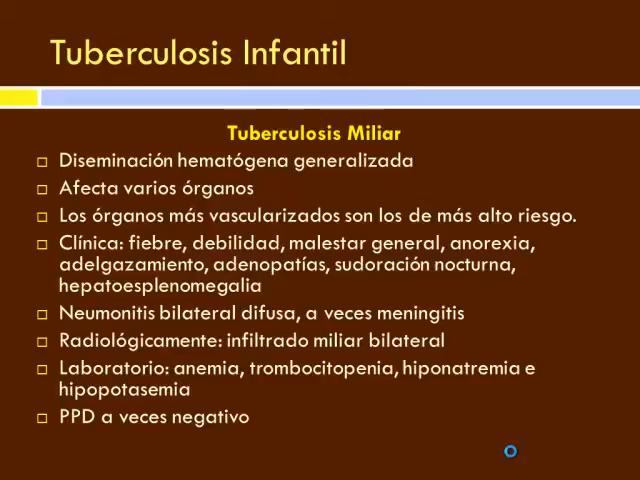 Tuberculosis Infantil
Tuberculosis Miliar
Diseminación hematógena generalizada
Afecta varios órganos
Los órganos más vascularizados son los de más alto riesgo.
Clínica: fiebre, debilidad, malestar general, anorexia,
adelgazamiento, adenopatías, sudoración nocturna,
hepatoesplenomegalia
Neumonitis bilateral difusa, a veces meningitis
Radiológicamente: infiltrado miliar bilateral
Laboratorio: anemia, trombocitopenia, hiponatremia e
hipopotasemia
PPD a veces negativo